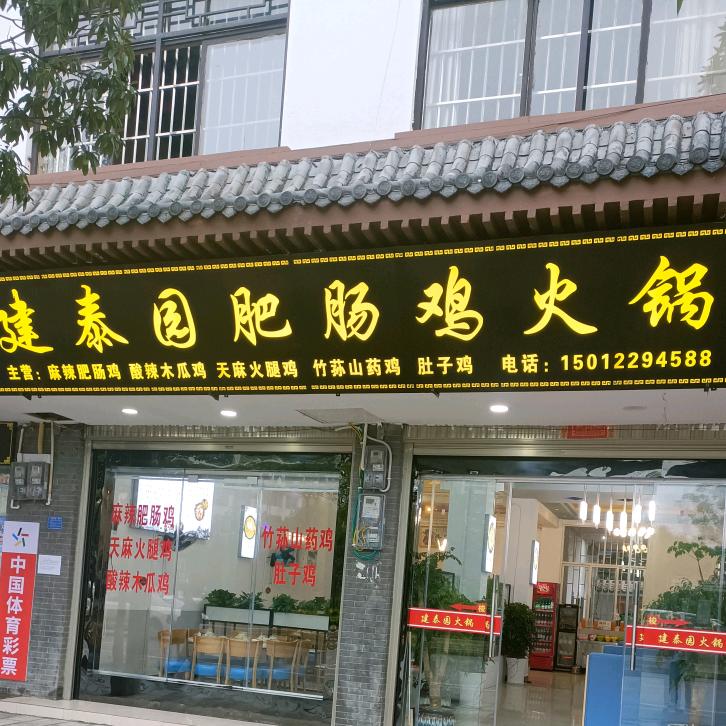 建泰园肥肠鸡火锅
主营：麻辣肥肠鸡 酸辣木瓜鸡 天麻火腿鸡 竹荪山药鸡 肚子鸡 电话：15012294588
麻辣肥肠鸡
天麻火腿鸡
酸辣木瓜鸡
竹荪山药鸡
肚子鸡
中国体育彩票
建泰园火锅
建泰园火锅